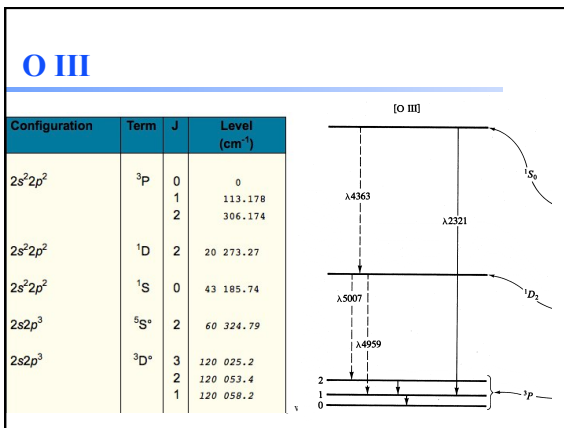 O III
Configuration Term J Level
(cm⁻¹)
2s²2p² ³P 0 0
1 113.178
2 306.174
2s²2p² ¹D 2 20 273.27
2s²2p² ¹S 0 43 185.74
2s2p³ ⁵S° 2 60 324.79
2s2p³ ³D° 3 120 025.2
2 120 053.4
1 120 058.2
[O III]
¹S₀
λ4363
λ2321
¹D₂
λ5007
λ4959
2
1
0
³P